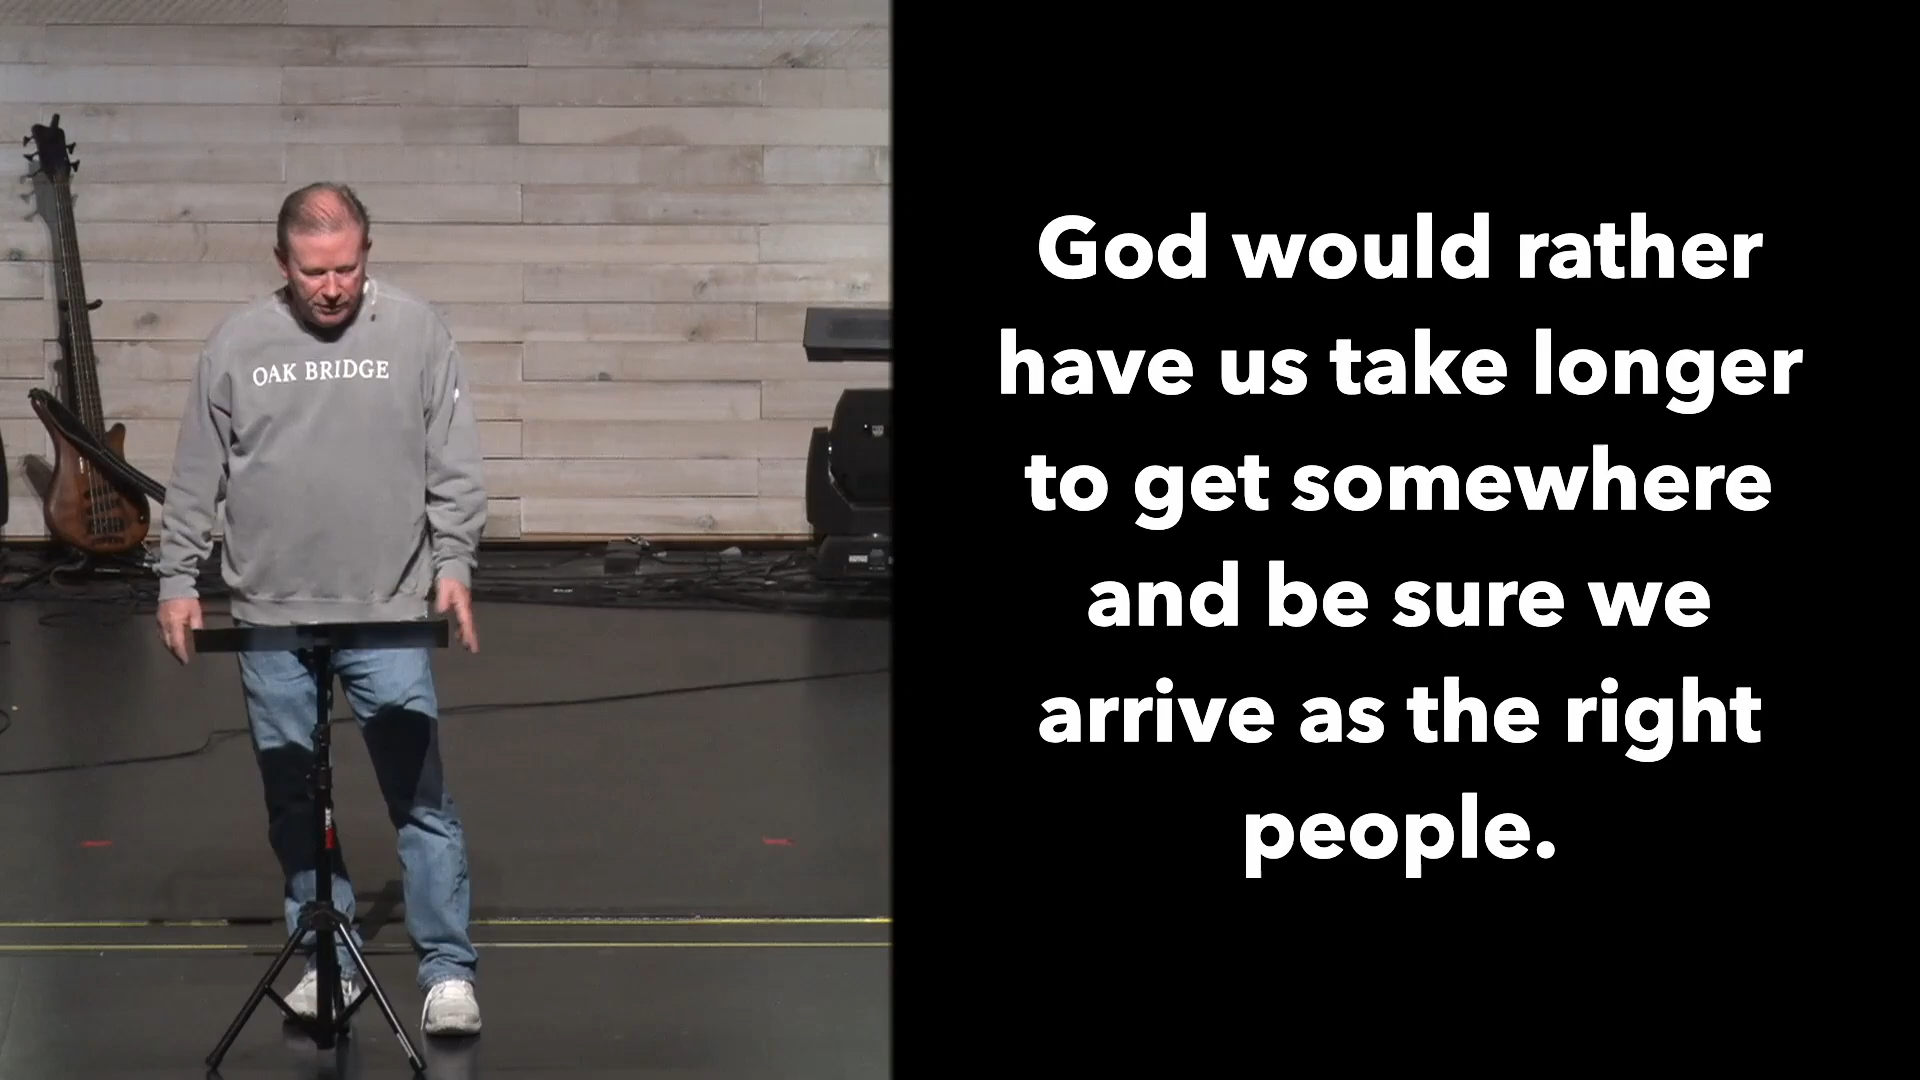 OAK BRIDGE
God would rather
have us take longer
to get somewhere
and be sure we
arrive as the right
people.